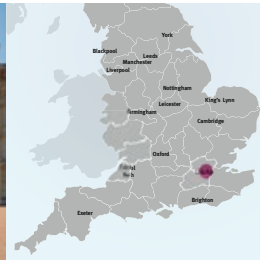 York
Blackpool
Leeds
Manchester
Liverpool
Nottingham
Leicester
King's Lynn
Birmingham
Cambridge
Oxford
Brighton
Exeter